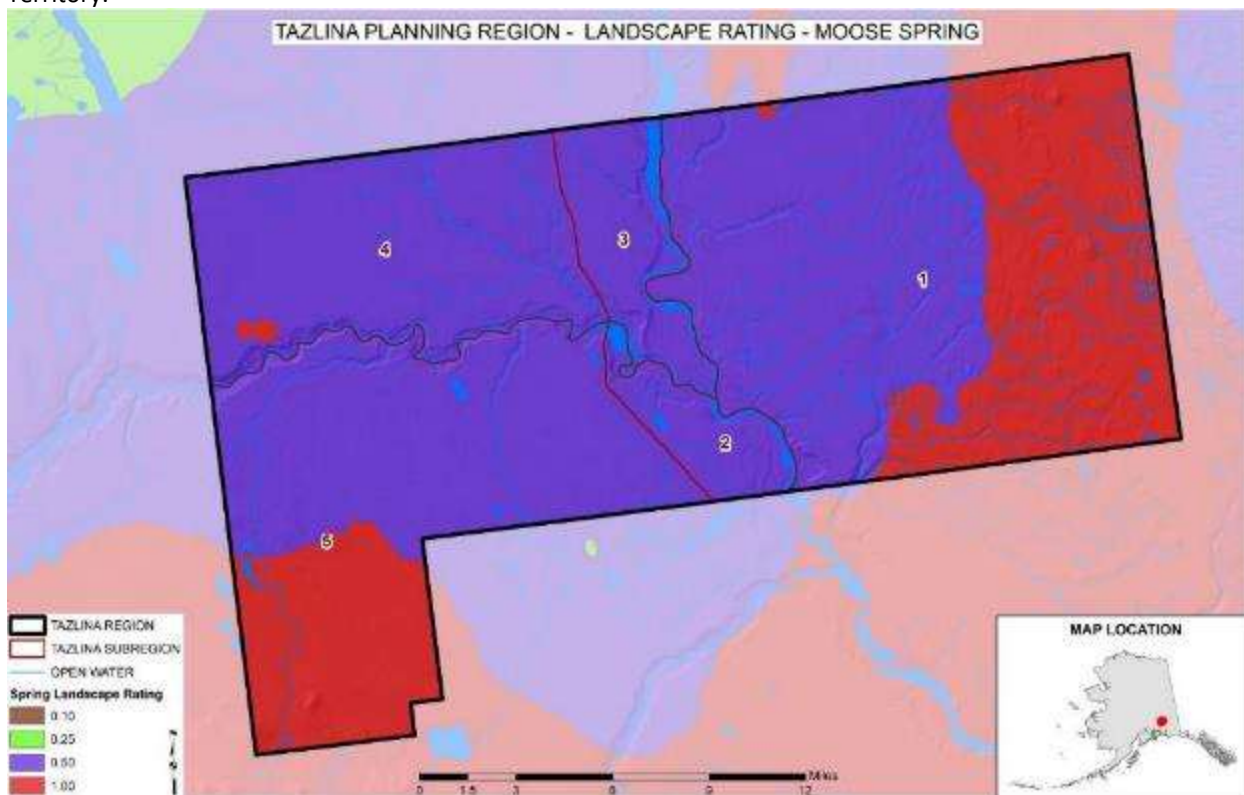 Territory.
TAZLINA PLANNING REGION - LANDSCAPE RATING - MOOSE SPRING
4
3
1
2
5
TAZLINA REGION
TAZLINA SUBREGION
OPEN WATER
Spring Landscape Rating
0.10
0.25
0.50
1.00
0 1.5 3 6 9 12
Miles
MAP LOCATION